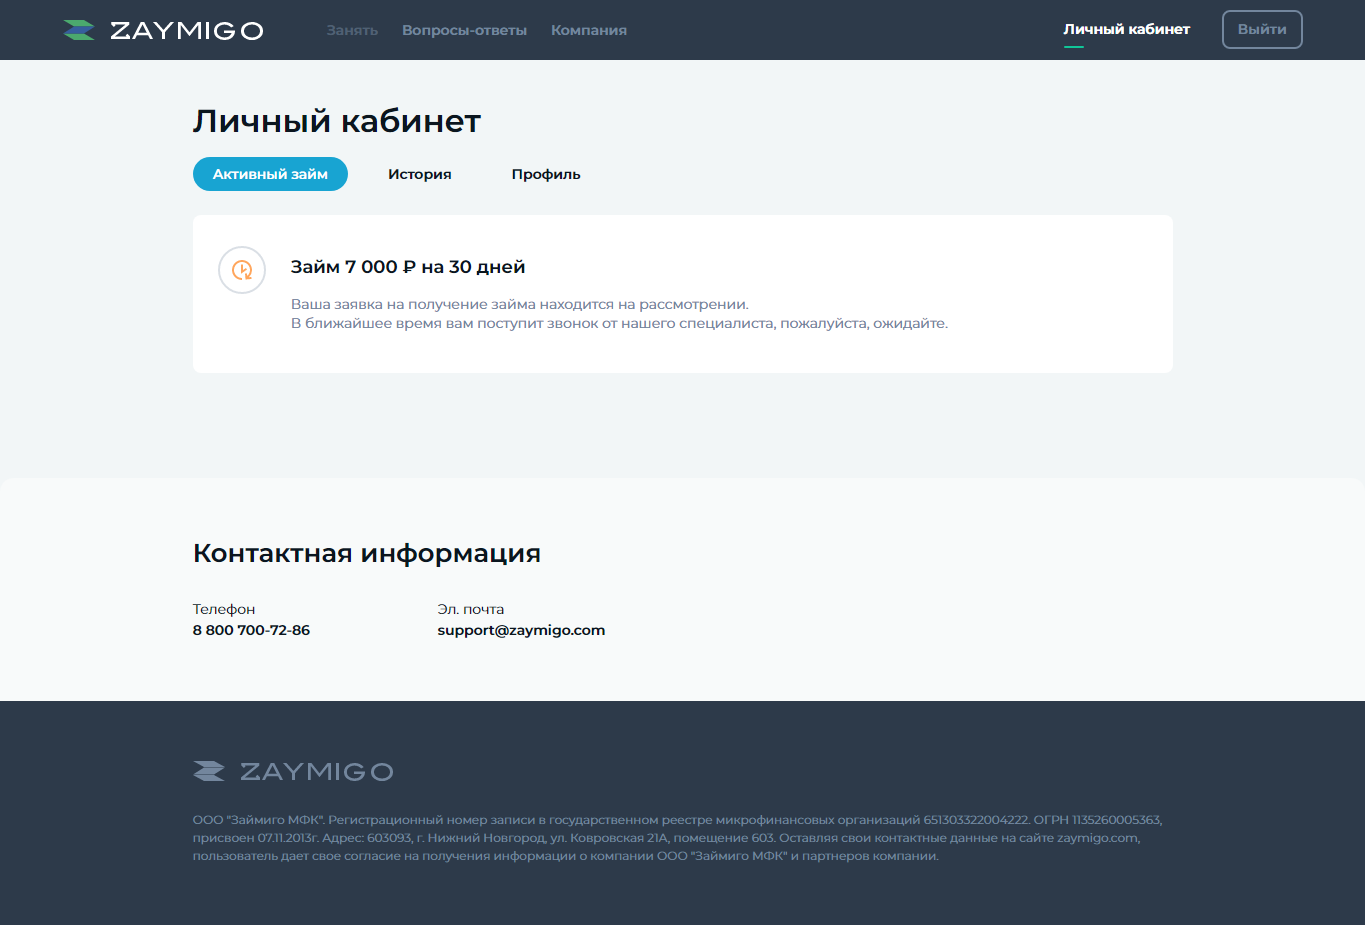 ZAYMIGO
Занять Вопросы-ответы Компания
Личный кабинет Выйти
Личный кабинет
Активный займ История Профиль
Займ 7 000 ₽ на 30 дней
Ваша заявка на получение займа находится на рассмотрении.
В ближайшее время вам поступит звонок от нашего специалиста, пожалуйста, ожидайте.
Контактная информация
Телефон
8 800 700-72-86
Эл. почта
support@zaymigo.com
ZAYMIGO
ООО "Займиго МФК". Регистрационный номер записи в государственном реестре микрофинансовых организаций 651303322004222. ОГРН 1135260005363,
присвоен 07.11.2013г. Адрес: 603093, г. Нижний Новгород, ул. Ковровская 21А, помещение 603. Оставляя свои контактные данные на сайте zaymigo.com,
пользователь дает свое согласие на получения информации о компании ООО "Займиго МФК" и партнеров компании.